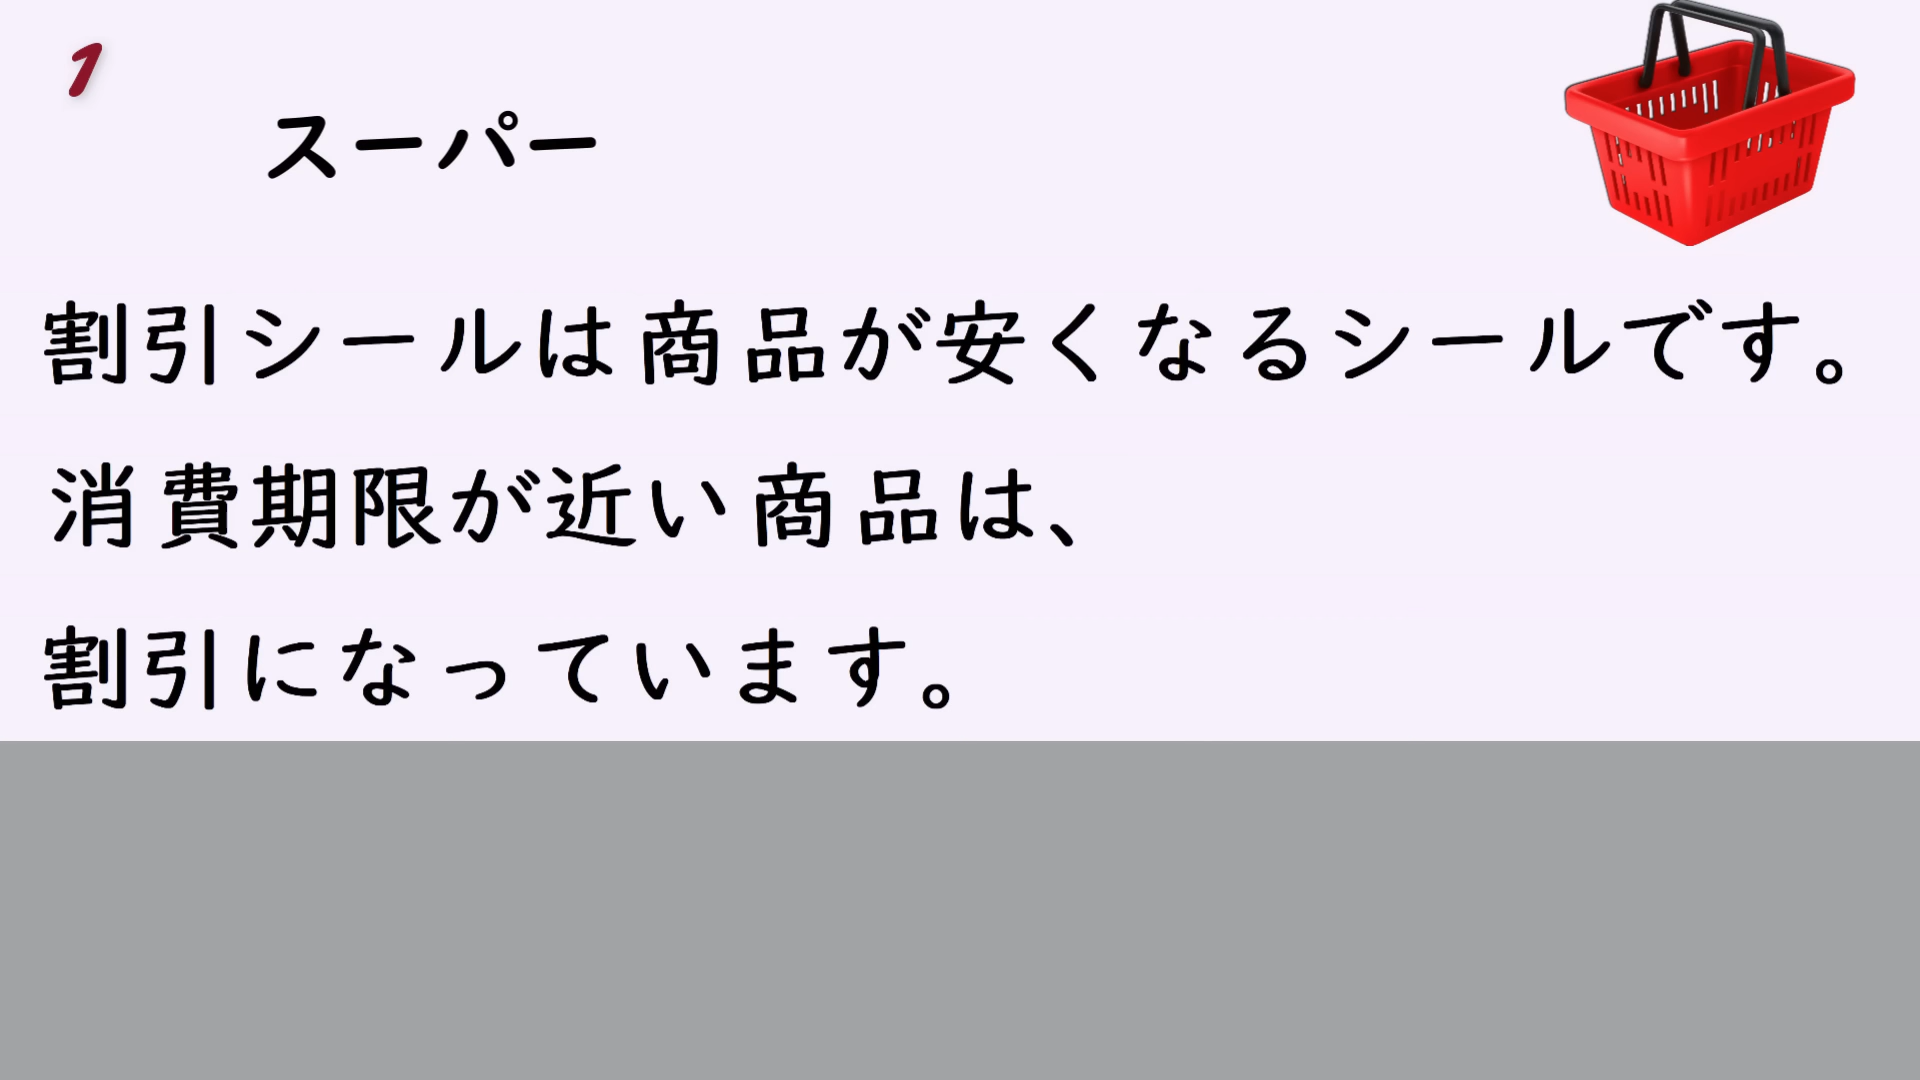 1
スーパー
割引シールは商品が安くなるシールです。
消費期限が近い商品は、
割引になっています。